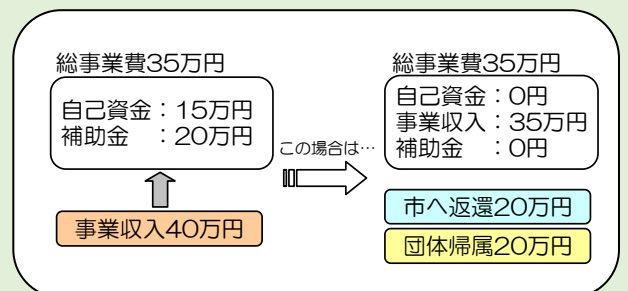 総事業費35万円
自己資金：15万円
補助金　：20万円
事業収入40万円
この場合は…
総事業費35万円
自己資金：0円
事業収入：35万円
補助金　：0円
市へ返還20万円
団体帰属20万円